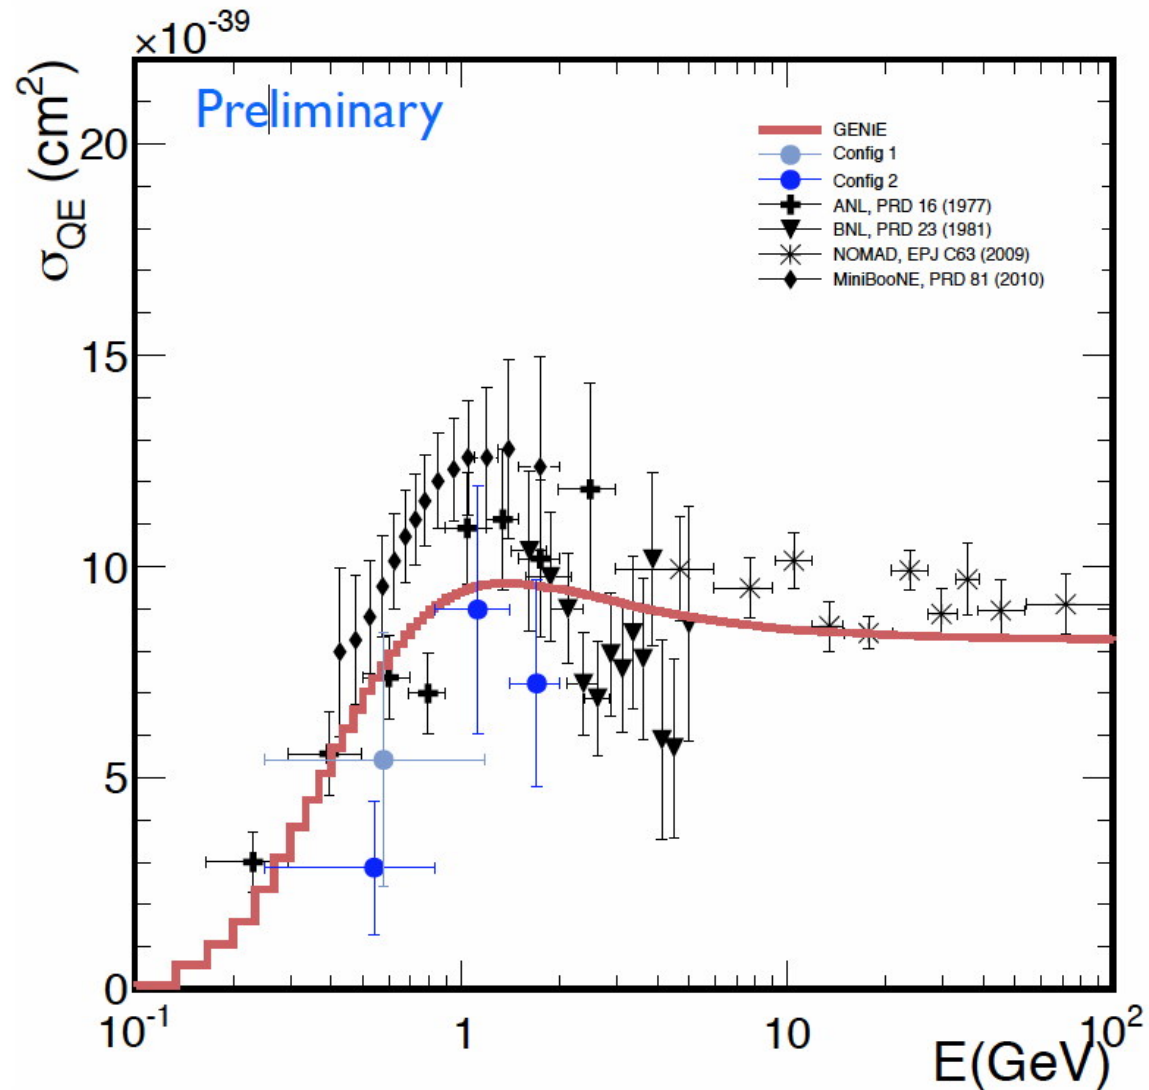 ×10⁻³⁹
Preliminary
σQE (cm²)
20
15
10
5
0
GENIE
Config 1
Config 2
ANL, PRD 16 (1977)
BNL, PRD 23 (1981)
NOMAD, EPJ C63 (2009)
MiniBooNE, PRD 81 (2010)
10⁻¹
1
10
10²
E(GeV)